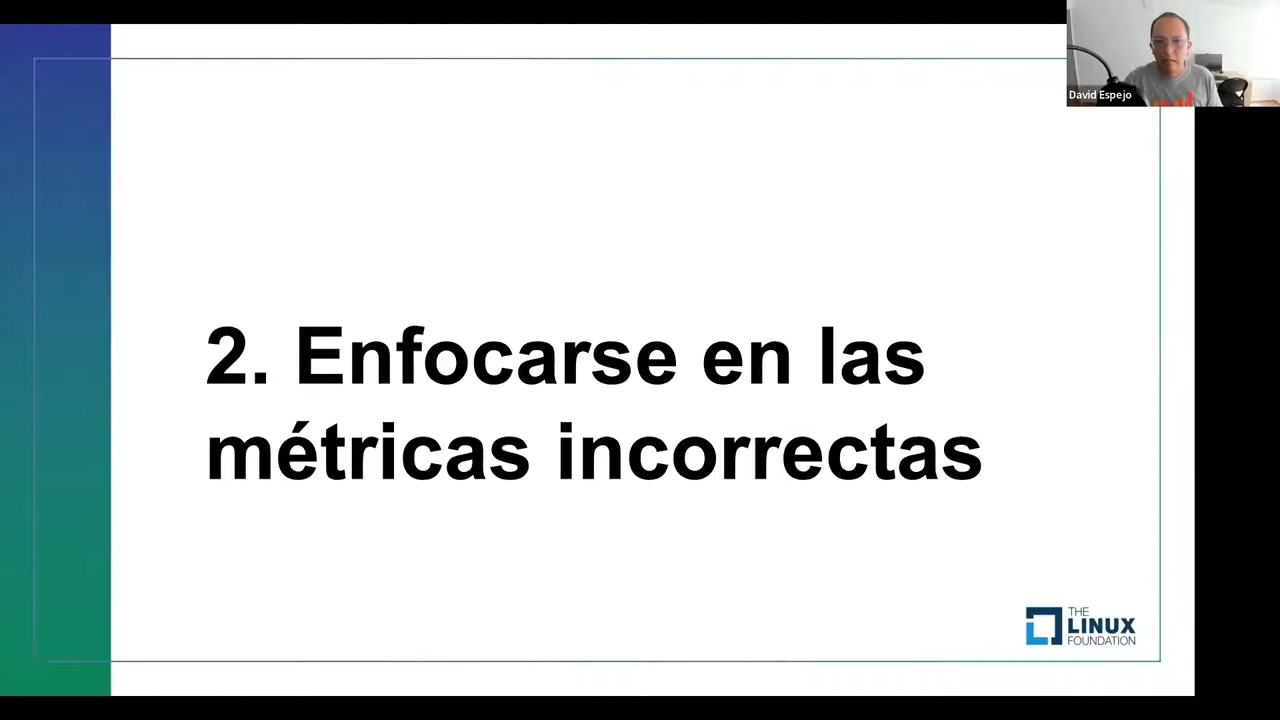 David Espejo
2. Enfocarse en las
métricas incorrectas
THE
LINUX
FOUNDATION